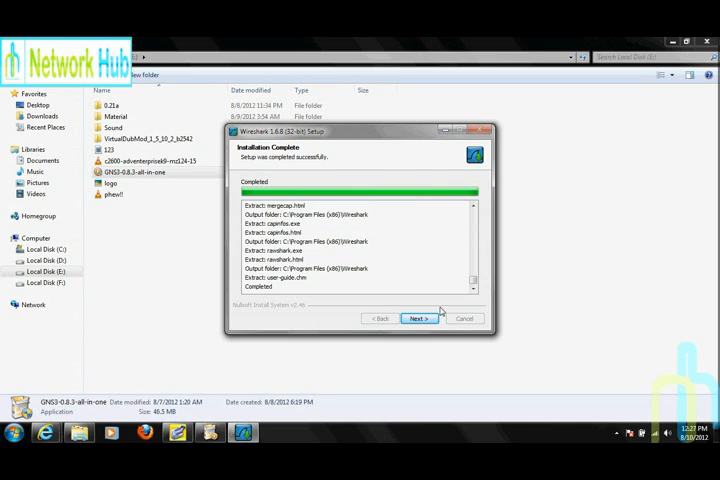 Network Hub
Search Local Disk (E:)
ew folder
Favorites
Desktop
Downloads
Recent Places
Libraries
Documents
Music
Pictures
Videos
Homegroup
Computer
Local Disk (C:)
Local Disk (D:)
Local Disk (E:)
Local Disk (F:)
Network
Name
Date modified
Type
Size
0.21a
8/8/2012 11:34 PM
File folder
Material
8/9/2012 3:54 AM
File folder
Sound
VirtualDubMod_1_5_10_2_b2542
123
c2600-adventerprisek9-mz124-15
GNS3-0.8.3-all-in-one
logo
phew!!
Wireshark 1.6.8 (32-bit) Setup
Installation Complete
Setup was completed successfully.
Completed
Extract: mergecap.html
Output folder: C:\Program Files (x86)\Wireshark
Extract: capinfos.exe
Extract: capinfos.html
Output folder: C:\Program Files (x86)\Wireshark
Extract: rawshark.exe
Extract: rawshark.html
Output folder: C:\Program Files (x86)\Wireshark
Extract: user-guide.chm
Completed
Nullsoft Install System v2.46
< Back
Next >
Cancel
GNS3-0.8.3-all-in-one
Date modified: 8/7/2012 1:20 AM
Date created: 8/8/2012 6:19 PM
Application
Size: 46.5 MB
12:27 PM
8/10/2012